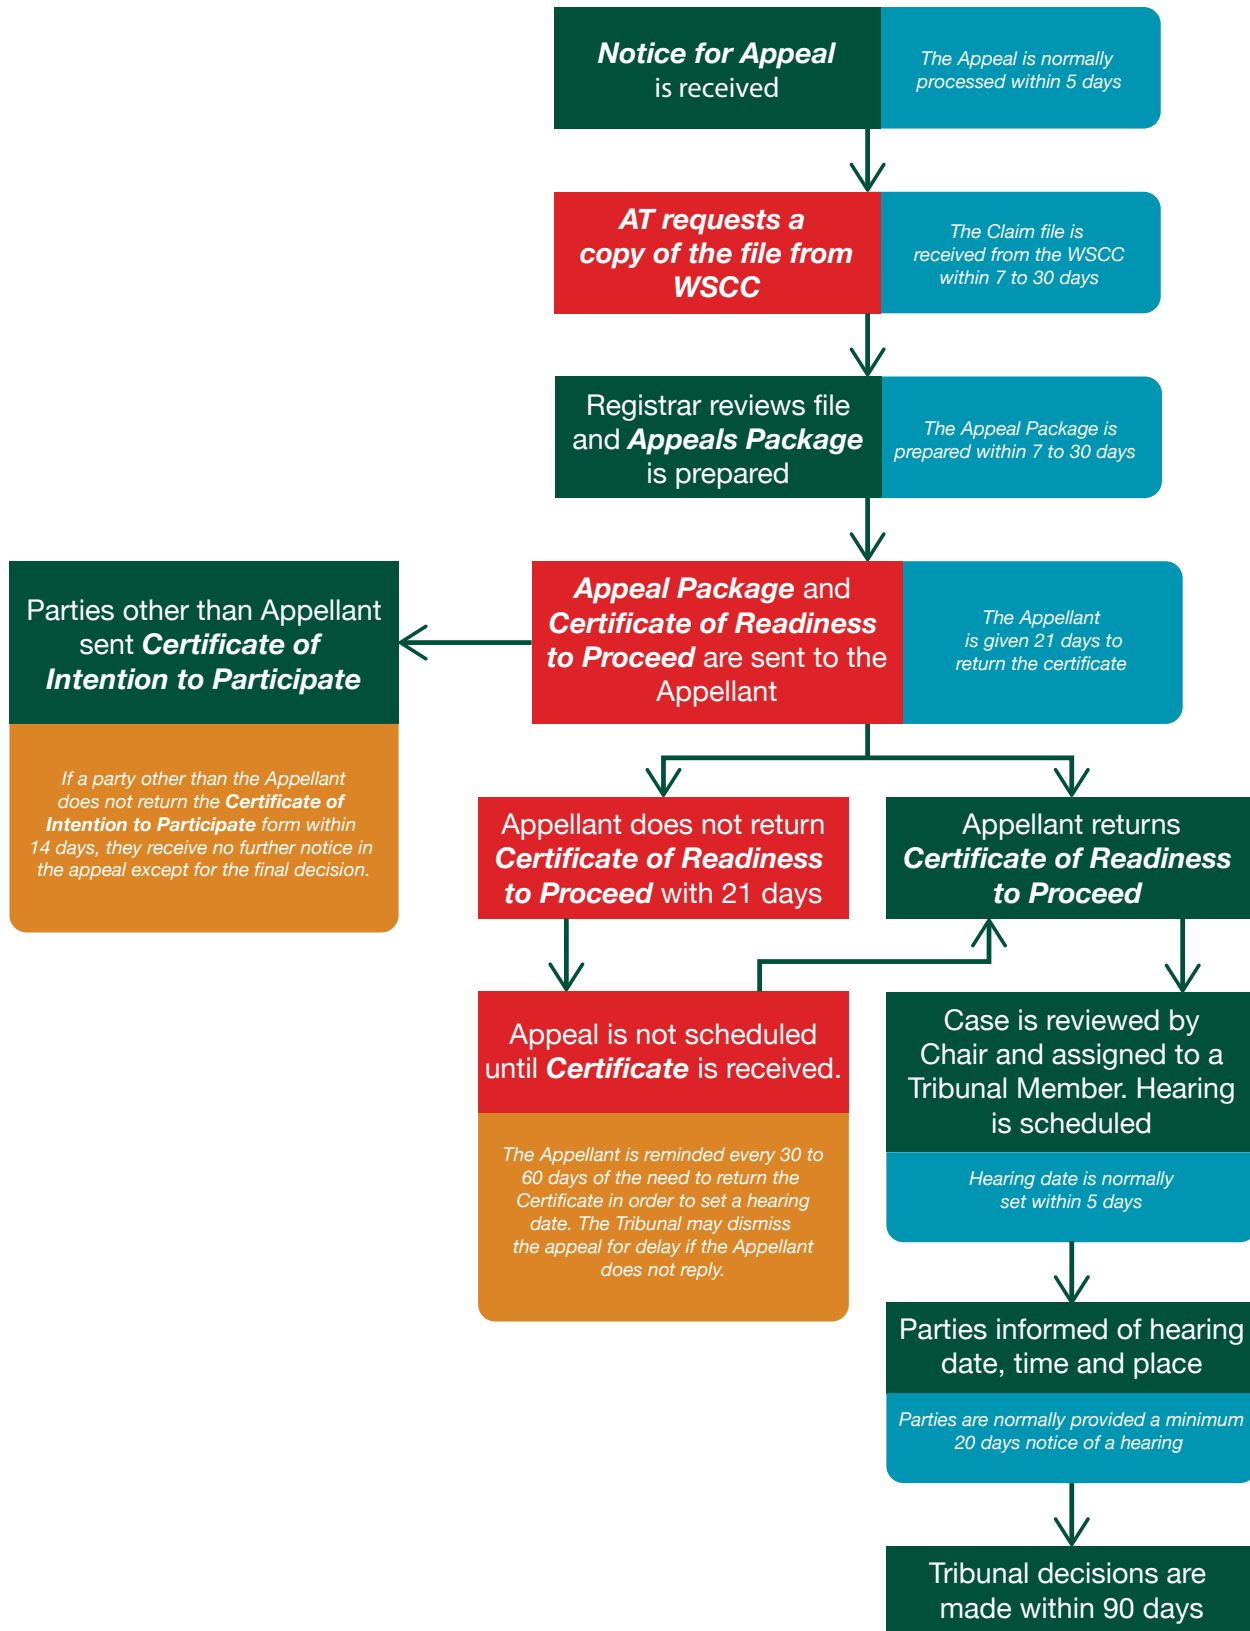 Notice for Appeal
is received
The Appeal is normally
processed within 5 days
AT requests a
copy of the file from
WSCC
The Claim file is
received from the WSCC
within 7 to 30 days
Registrar reviews file
and Appeals Package
is prepared
The Appeal Package is
prepared within 7 to 30 days
Parties other than Appellant
sent Certificate of
Intention to Participate
If a party other than the Appellant
does not return the Certificate of
Intention to Participate form within
14 days, they receive no further notice in
the appeal except for the final decision.
Appeal Package and
Certificate of Readiness
to Proceed are sent to the
Appellant
The Appellant
is given 21 days to
return the certificate
Appellant does not return
Certificate of Readiness
to Proceed with 21 days
Appellant returns
Certificate of Readiness
to Proceed
Appeal is not scheduled
until Certificate is received.
The Appellant is reminded every 30 to
60 days of the need to return the
Certificate in order to set a hearing
date. The Tribunal may dismiss
the appeal for delay if the Appellant
does not reply.
Case is reviewed by
Chair and assigned to a
Tribunal Member. Hearing
is scheduled
Hearing date is normally
set within 5 days
Parties informed of hearing
date, time and place
Parties are normally provided a minimum
20 days notice of a hearing
Tribunal decisions are
made within 90 days